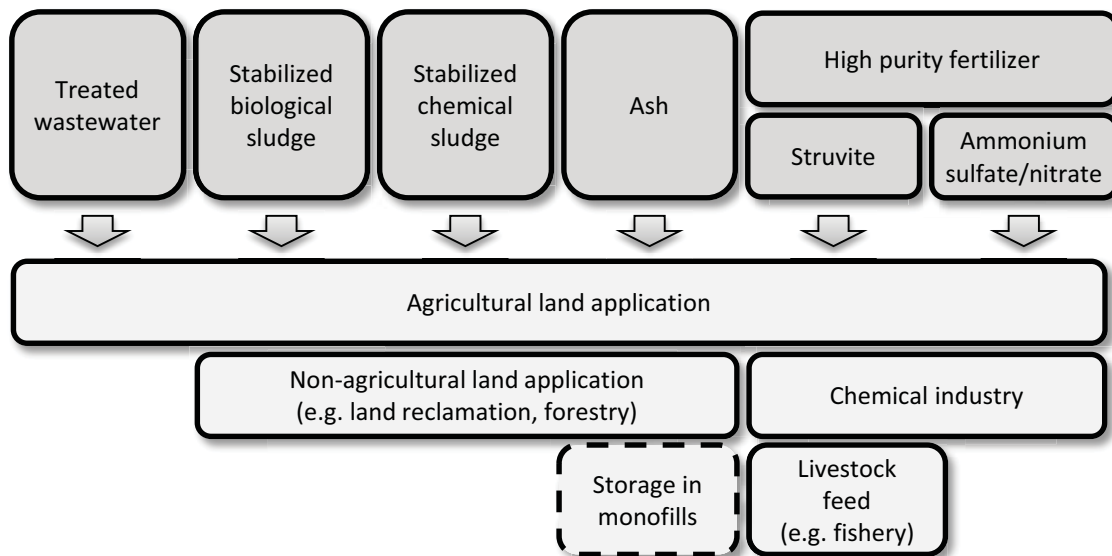 Treated
wastewater
Stabilized
biological
sludge
Stabilized
chemical
sludge
Ash
High purity fertilizer
Struvite
Ammonium
sulfate/nitrate
Agricultural land application
Non-agricultural land application
(e.g. land reclamation, forestry)
Chemical industry
Storage in
monofills
Livestock
feed
(e.g. fishery)